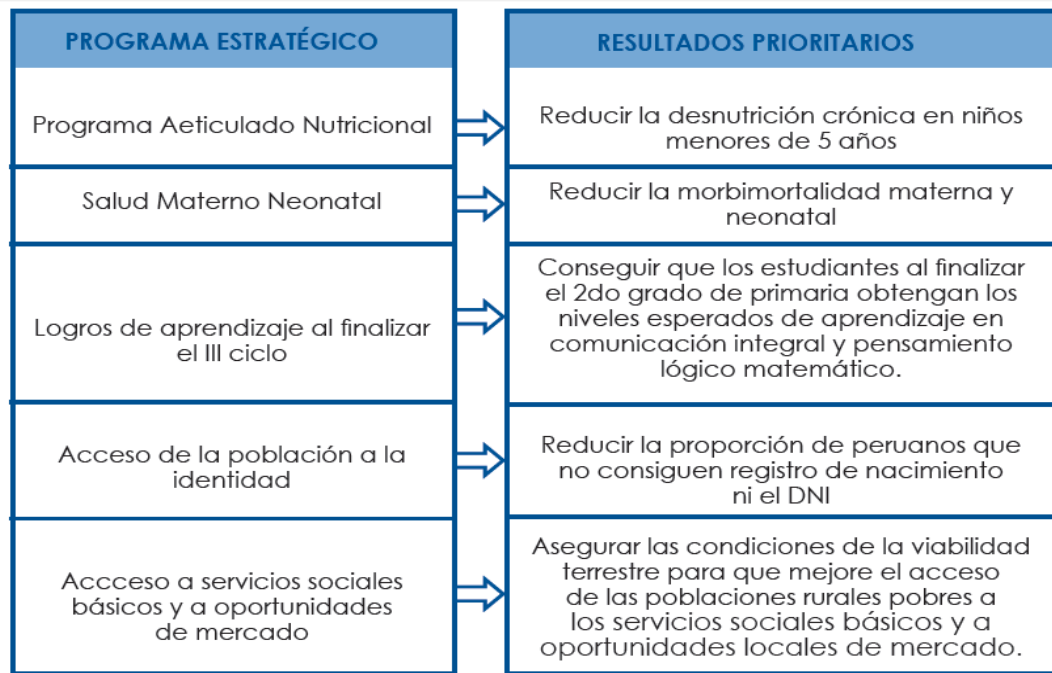 PROGRAMA ESTRATÉGICO
RESULTADOS PRIORITARIOS
Programa Aeticulado Nutricional
Reducir la desnutrición crónica en niños
menores de 5 años
Salud Materno Neonatal
Reducir la morbimortalidad materna y
neonatal
Logros de aprendizaje al finalizar
el III ciclo
Conseguir que los estudiantes al finalizar
el 2do grado de primaria obtengan los
niveles esperados de aprendizaje en
comunicación integral y pensamiento
lógico matemático.
Acceso de la población a la
identidad
Reducir la proporción de peruanos que
no consiguen registro de nacimiento
ni el DNI
Accceso a servicios sociales
básicos y a oportunidades
de mercado
Asegurar las condiciones de la viabilidad
terrestre para que mejore el acceso
de las poblaciones rurales pobres a
los servicios sociales básicos y a
oportunidades locales de mercado.